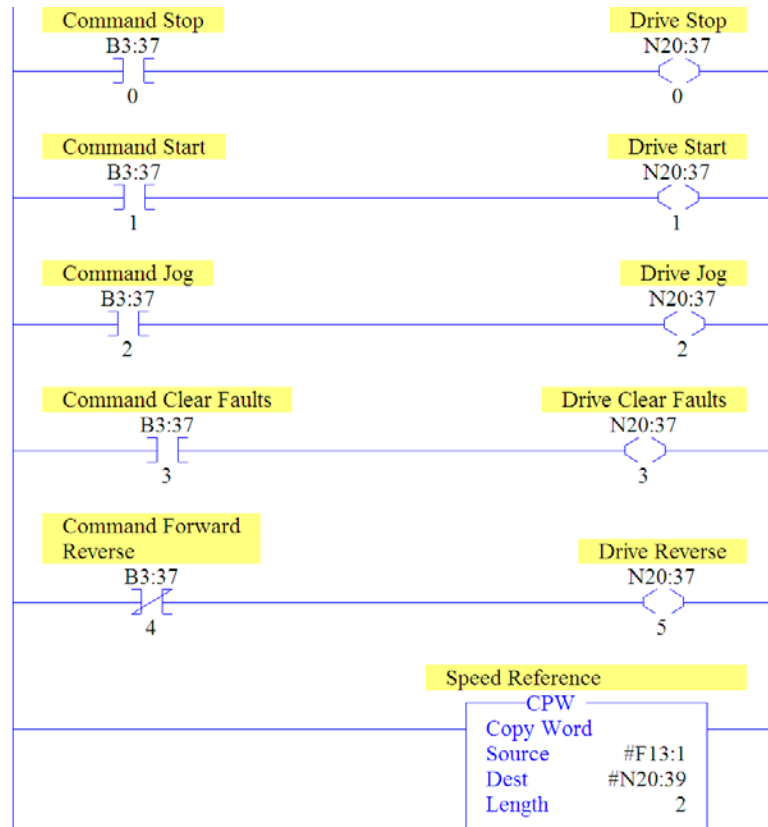 Command Stop Drive Stop
B3:37 N20:37
0 0
Command Start Drive Start
B3:37 N20:37
1 1
Command Jog Drive Jog
B3:37 N20:37
2 2
Command Clear Faults Drive Clear Faults
B3:37 N20:37
3 3
Command Forward
Reverse Drive Reverse
B3:37 N20:37
4 5
Speed Reference
CPW
Copy Word
Source #F13:1
Dest #N20:39
Length 2